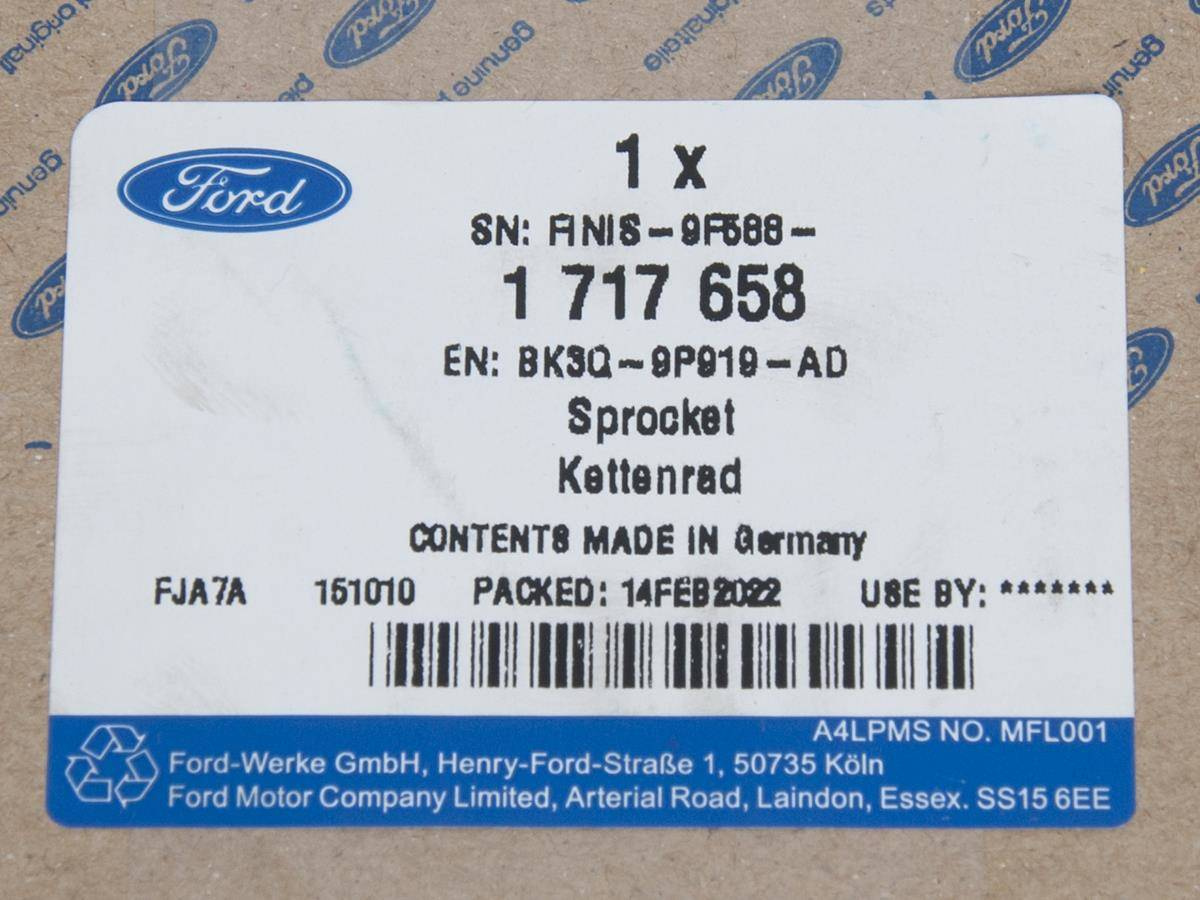 Ford
1 x
SN: FINIS-9F588-
1 717 658
EN: BK3Q-9P919-AD
Sprocket
Kettenrad
CONTENTS MADE IN Germany
FJA7A 151010 PACKED: 14FEB2022 USE BY: *******
A4LPMS NO. MFL001
Ford-Werke GmbH, Henry-Ford-Straße 1, 50735 Köln
Ford Motor Company Limited, Arterial Road, Laindon, Essex. SS15 6EE